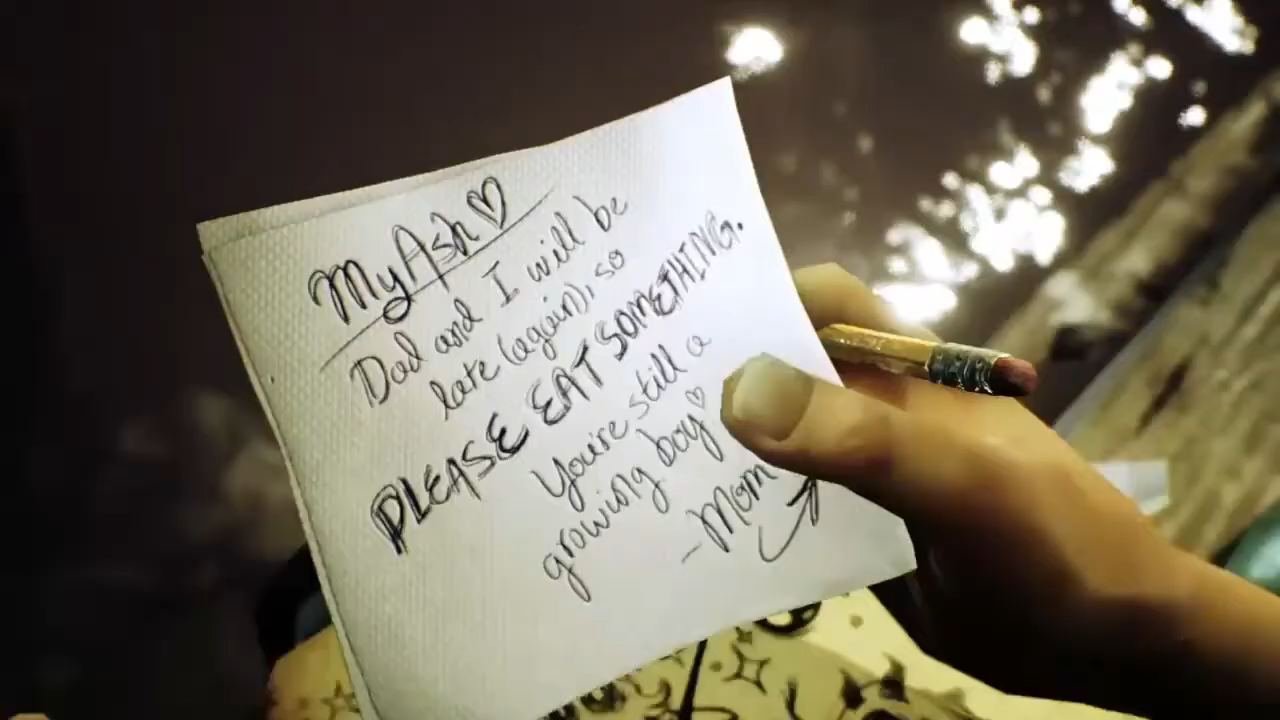 My Ash ♡
Dad and I will be
late (again), so
PLEASE EAT SOMETHING.
You're still a
growing boy ♡
- Mom